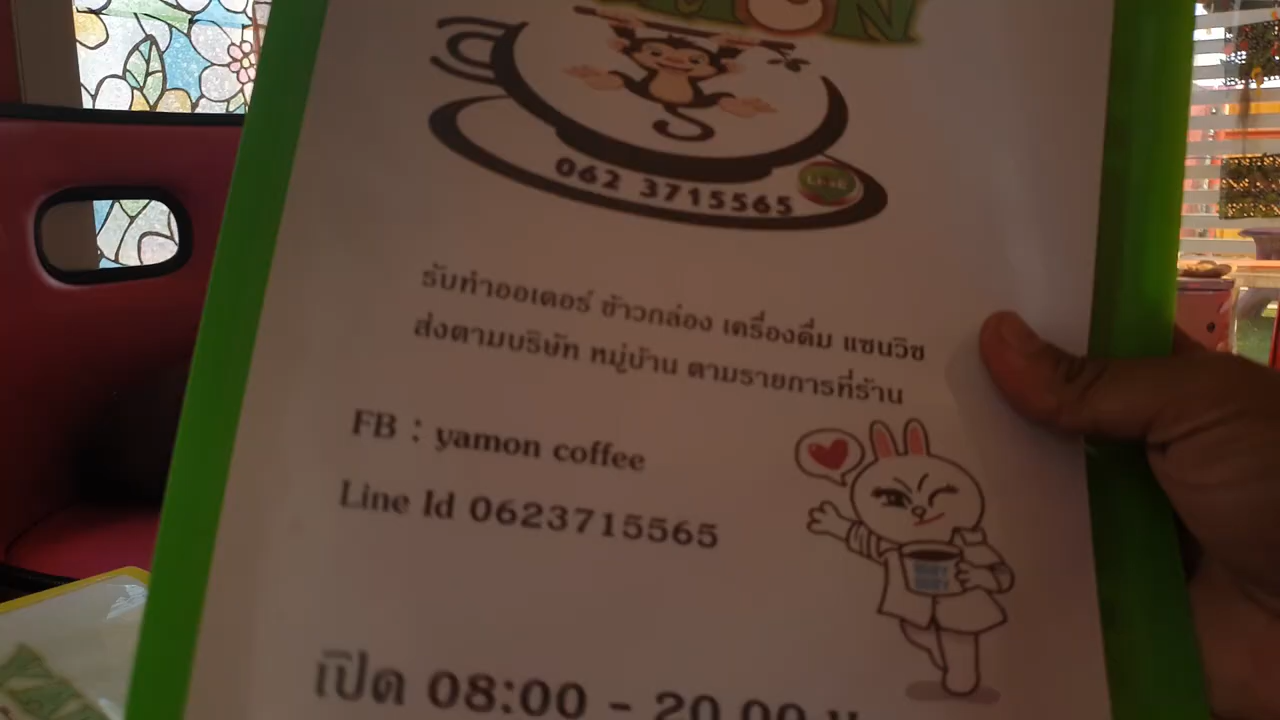 062 3715565
รับทำออเดอร์ ข้าวกล่อง เครื่องดื่ม แซนวิช
ส่งตามบริษัท หมู่บ้าน ตามรายการที่ร้าน
FB : yamon coffee
Line Id 0623715565
เปิด 08:00 - 20.00